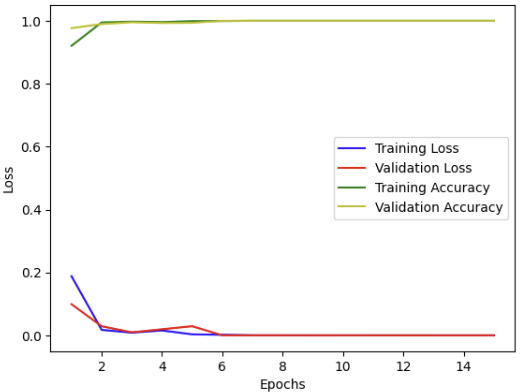 1.0
0.8
0.6
0.4
0.2
0.0
Loss
Training Loss
Validation Loss
Training Accuracy
Validation Accuracy
2 4 6 8 10 12 14
Epochs